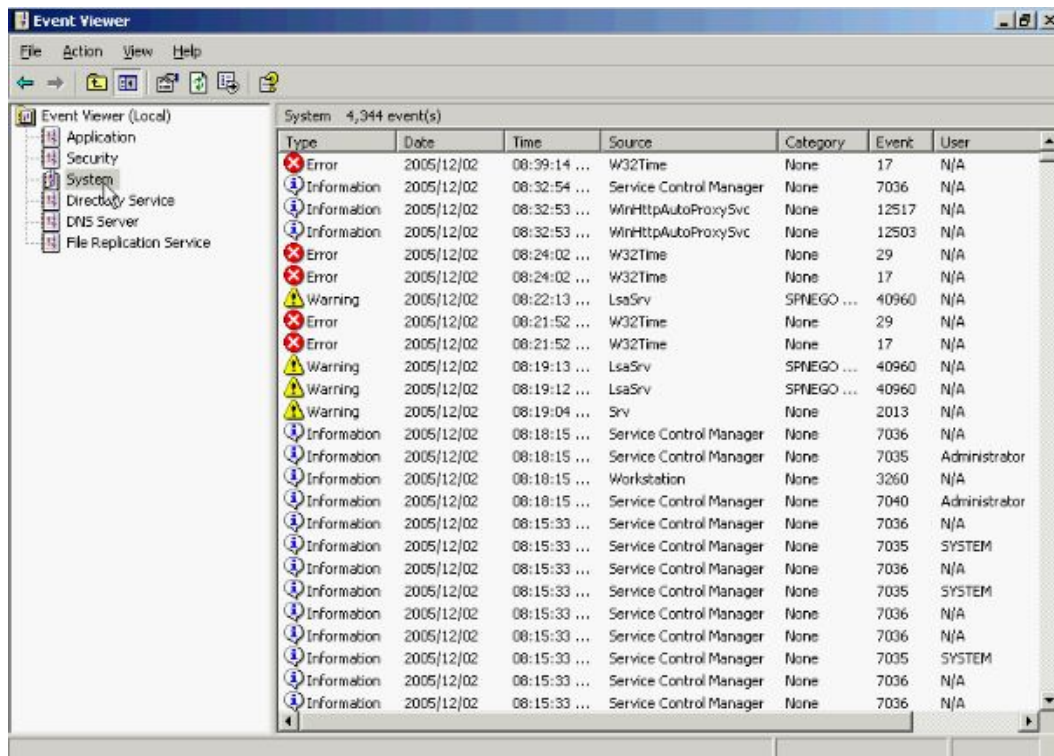 Event Viewer
File Action View Help
Event Viewer (Local)
Application
Security
System
Directory Service
DNS Server
File Replication Service
System 4,344 event(s)
Type Date Time Source Category Event User
Error 2005/12/02 08:39:14 ... W32Time None 17 N/A
Information 2005/12/02 08:32:54 ... Service Control Manager None 7036 N/A
Information 2005/12/02 08:32:53 ... WinHttpAutoProxySvc None 12517 N/A
Information 2005/12/02 08:32:53 ... WinHttpAutoProxySvc None 12503 N/A
Error 2005/12/02 08:24:02 ... W32Time None 29 N/A
Error 2005/12/02 08:24:02 ... W32Time None 17 N/A
Warning 2005/12/02 08:22:13 ... LsaSrv SPNEGO ... 40960 N/A
Error 2005/12/02 08:21:52 ... W32Time None 29 N/A
Error 2005/12/02 08:21:52 ... W32Time None 17 N/A
Warning 2005/12/02 08:19:13 ... LsaSrv SPNEGO ... 40960 N/A
Warning 2005/12/02 08:19:12 ... LsaSrv SPNEGO ... 40960 N/A
Warning 2005/12/02 08:19:04 ... Srv None 2013 N/A
Information 2005/12/02 08:18:15 ... Service Control Manager None 7036 N/A
Information 2005/12/02 08:18:15 ... Service Control Manager None 7035 Administrator
Information 2005/12/02 08:18:15 ... Workstation None 3260 N/A
Information 2005/12/02 08:18:15 ... Service Control Manager None 7040 Administrator
Information 2005/12/02 08:15:33 ... Service Control Manager None 7036 N/A
Information 2005/12/02 08:15:33 ... Service Control Manager None 7035 SYSTEM
Information 2005/12/02 08:15:33 ... Service Control Manager None 7036 N/A
Information 2005/12/02 08:15:33 ... Service Control Manager None 7035 SYSTEM
Information 2005/12/02 08:15:33 ... Service Control Manager None 7036 N/A
Information 2005/12/02 08:15:33 ... Service Control Manager None 7036 N/A
Information 2005/12/02 08:15:33 ... Service Control Manager None 7035 SYSTEM
Information 2005/12/02 08:15:33 ... Service Control Manager None 7036 N/A
Information 2005/12/02 08:15:33 ... Service Control Manager None 7036 N/A